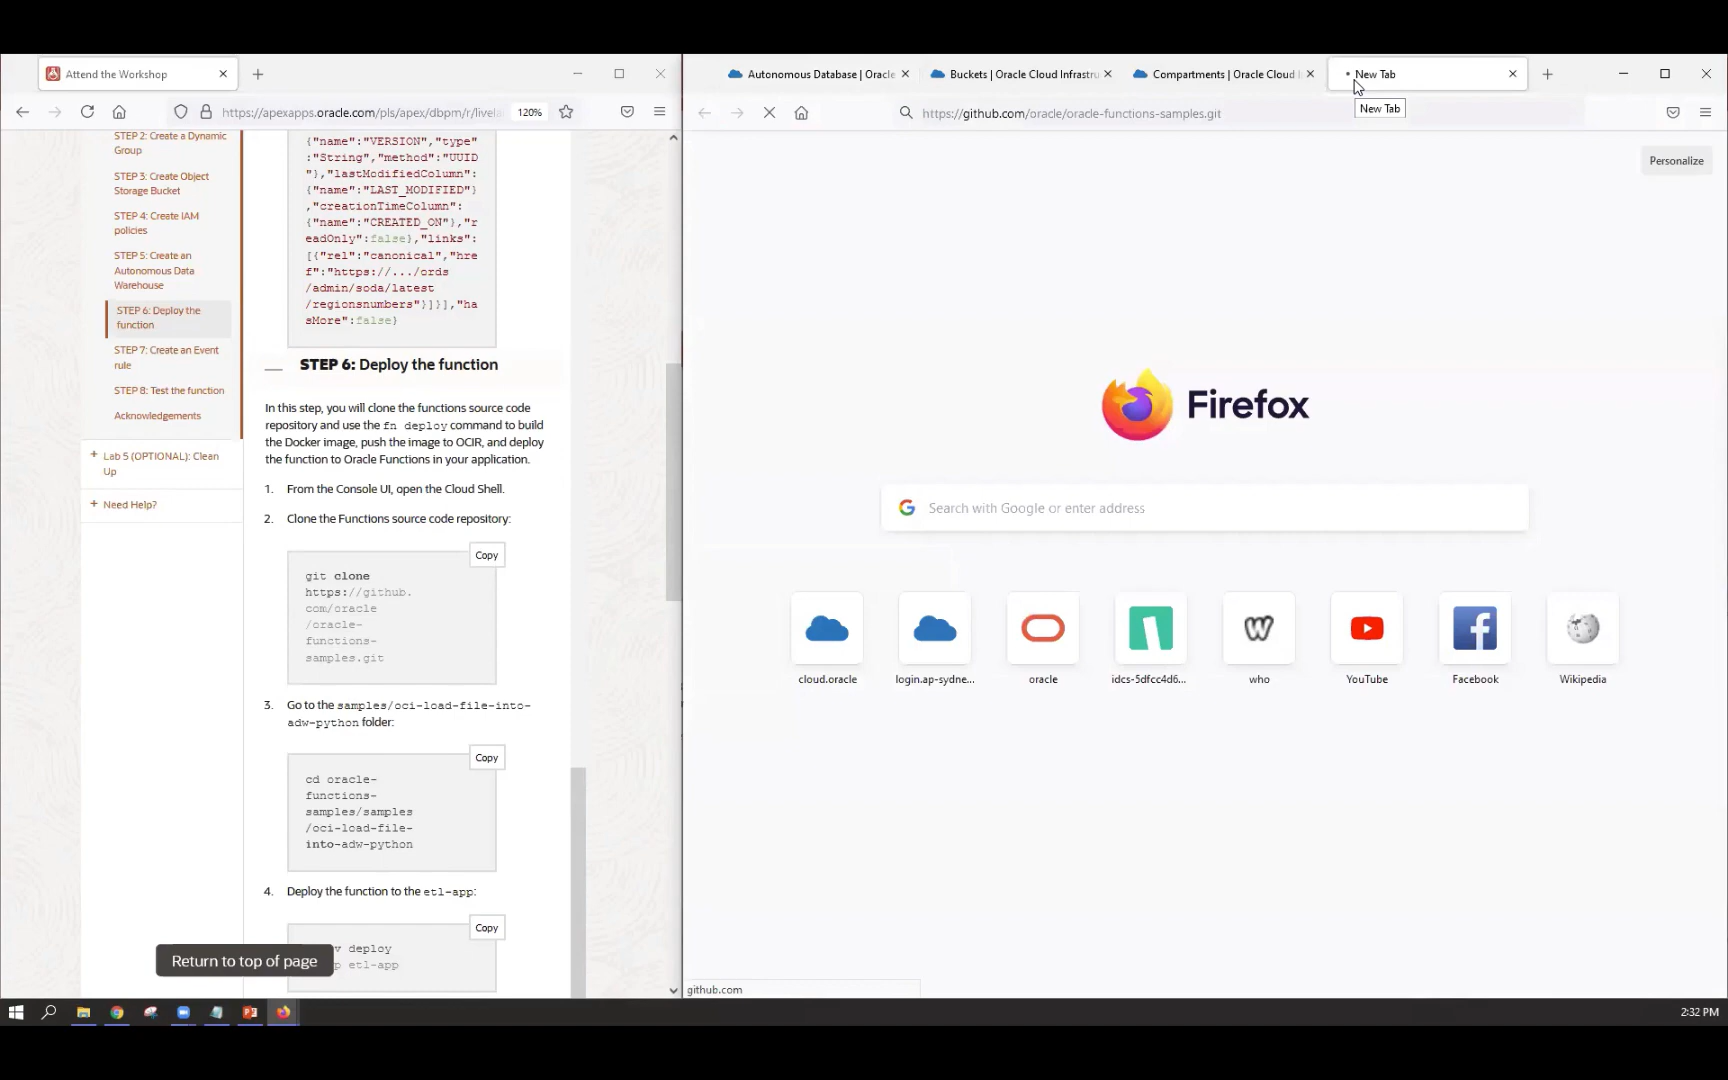 Attend the Workshop
https://apexapps.oracle.com/pls/apex/dbpm/r/livela
120%
STEP 2: Create a Dynamic
Group
STEP 3: Create Object
Storage Bucket
STEP 4: Create IAM
policies
STEP 5: Create an
Autonomous Data
Warehouse
STEP 6: Deploy the
function
STEP 7: Create an Event
rule
STEP 8: Test the function
Acknowledgements
+ Lab 5 (OPTIONAL): Clean
Up
+ Need Help?
{"name":"VERSION","type"
:"String","method":"UUID
"},"lastModifiedColumn":
{"name":"LAST_MODIFIED"}
,"creationTimeColumn":
{"name":"CREATED_ON"},"r
eadOnly":false},"links":
[{"rel":"canonical","hre
f":"https://.../ords
/admin/soda/latest
/regionsnumbers"}]}],"ha
sMore":false}
STEP 6: Deploy the function
In this step, you will clone the functions source code
repository and use the fn deploy command to build
the Docker image, push the image to OCIR, and deploy
the function to Oracle Functions in your application.
1. From the Console UI, open the Cloud Shell.
2. Clone the Functions source code repository:
Copy
git clone
https://github.
com/oracle
/oracle-
functions-
samples.git
3. Go to the samples/oci-load-file-into-
adw-python folder:
Copy
cd oracle-
functions-
samples/samples
/oci-load-file-
into-adw-python
4. Deploy the function to the etl-app:
Copy
v deploy
p etl-app
Return to top of page
Autonomous Database | Oracle
Buckets | Oracle Cloud Infrastru
Compartments | Oracle Cloud I
New Tab
https://github.com/oracle/oracle-functions-samples.git
New Tab
Personalize
Firefox
Search with Google or enter address
cloud.oracle
login.ap-sydne...
oracle
idcs-5dfcc4d6...
who
YouTube
Facebook
Wikipedia
github.com
2:32 PM